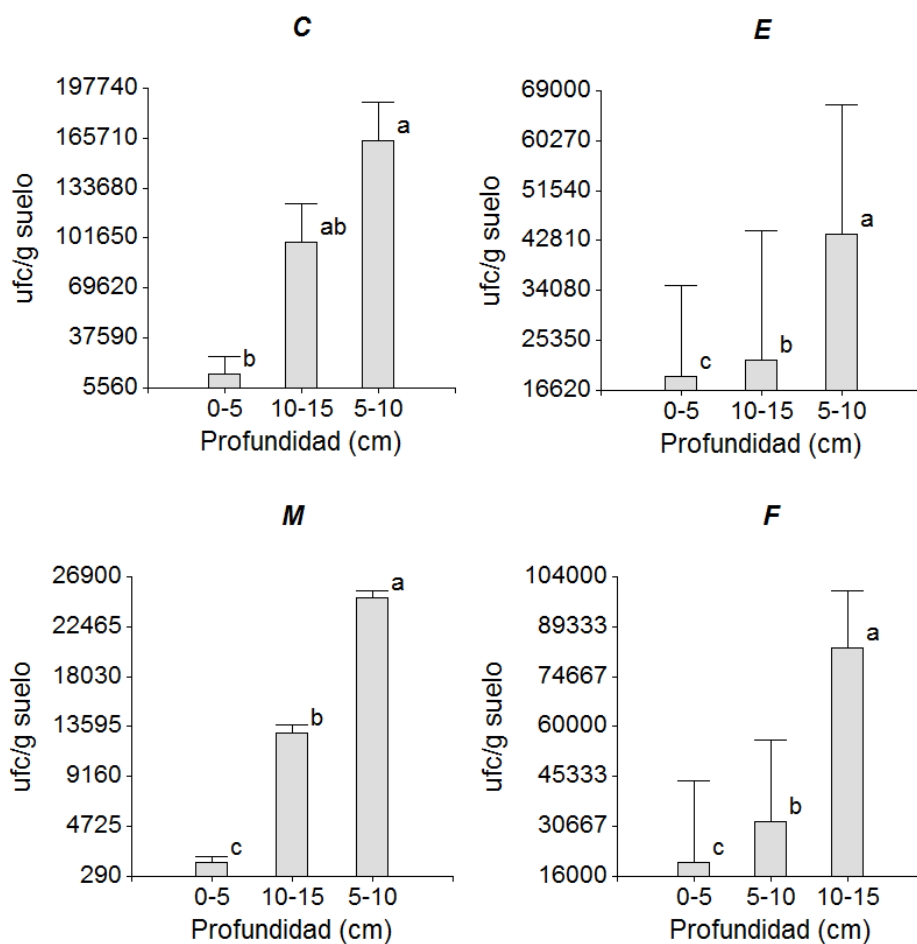 C
197740
165710
133680
101650
69620
37590
5560
ufc/g suelo
a
ab
b
0-5 10-15 5-10
Profundidad (cm)
E
69000
60270
51540
42810
34080
25350
16620
ufc/g suelo
a
b
c
0-5 10-15 5-10
Profundidad (cm)
M
26900
22465
18030
13595
9160
4725
290
ufc/g suelo
a
b
c
0-5 10-15 5-10
Profundidad (cm)
F
104000
89333
74667
60000
45333
30667
16000
ufc/g suelo
a
b
c
0-5 5-10 10-15
Profundidad (cm)